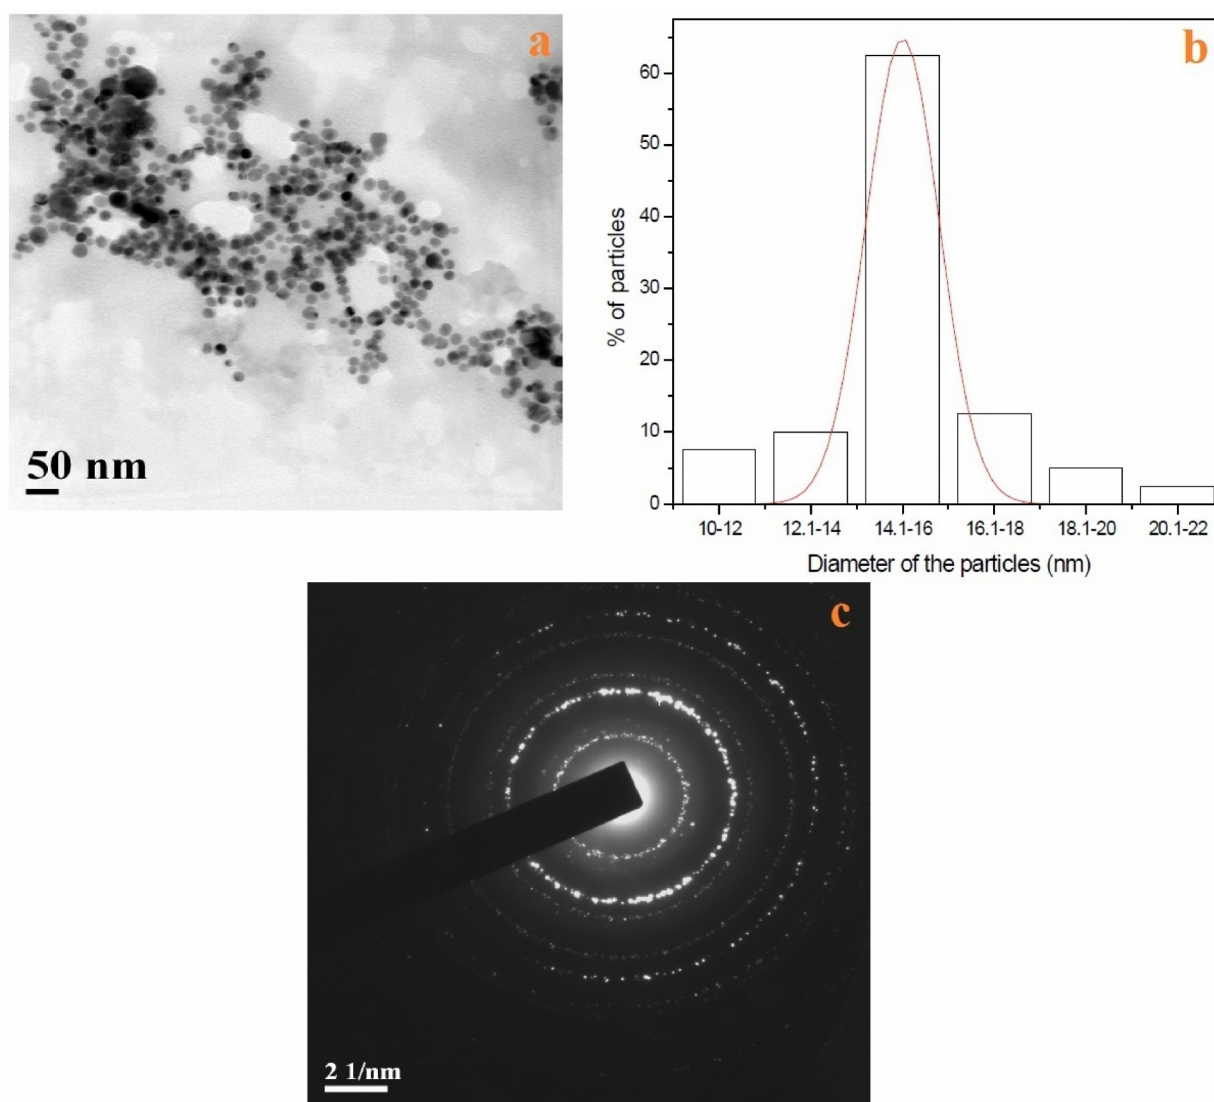 a
50 nm
b
% of particles
60
50
40
30
20
10
0
10-12 12.1-14 14.1-16 16.1-18 18.1-20 20.1-22
Diameter of the particles (nm)
c
2 1/nm